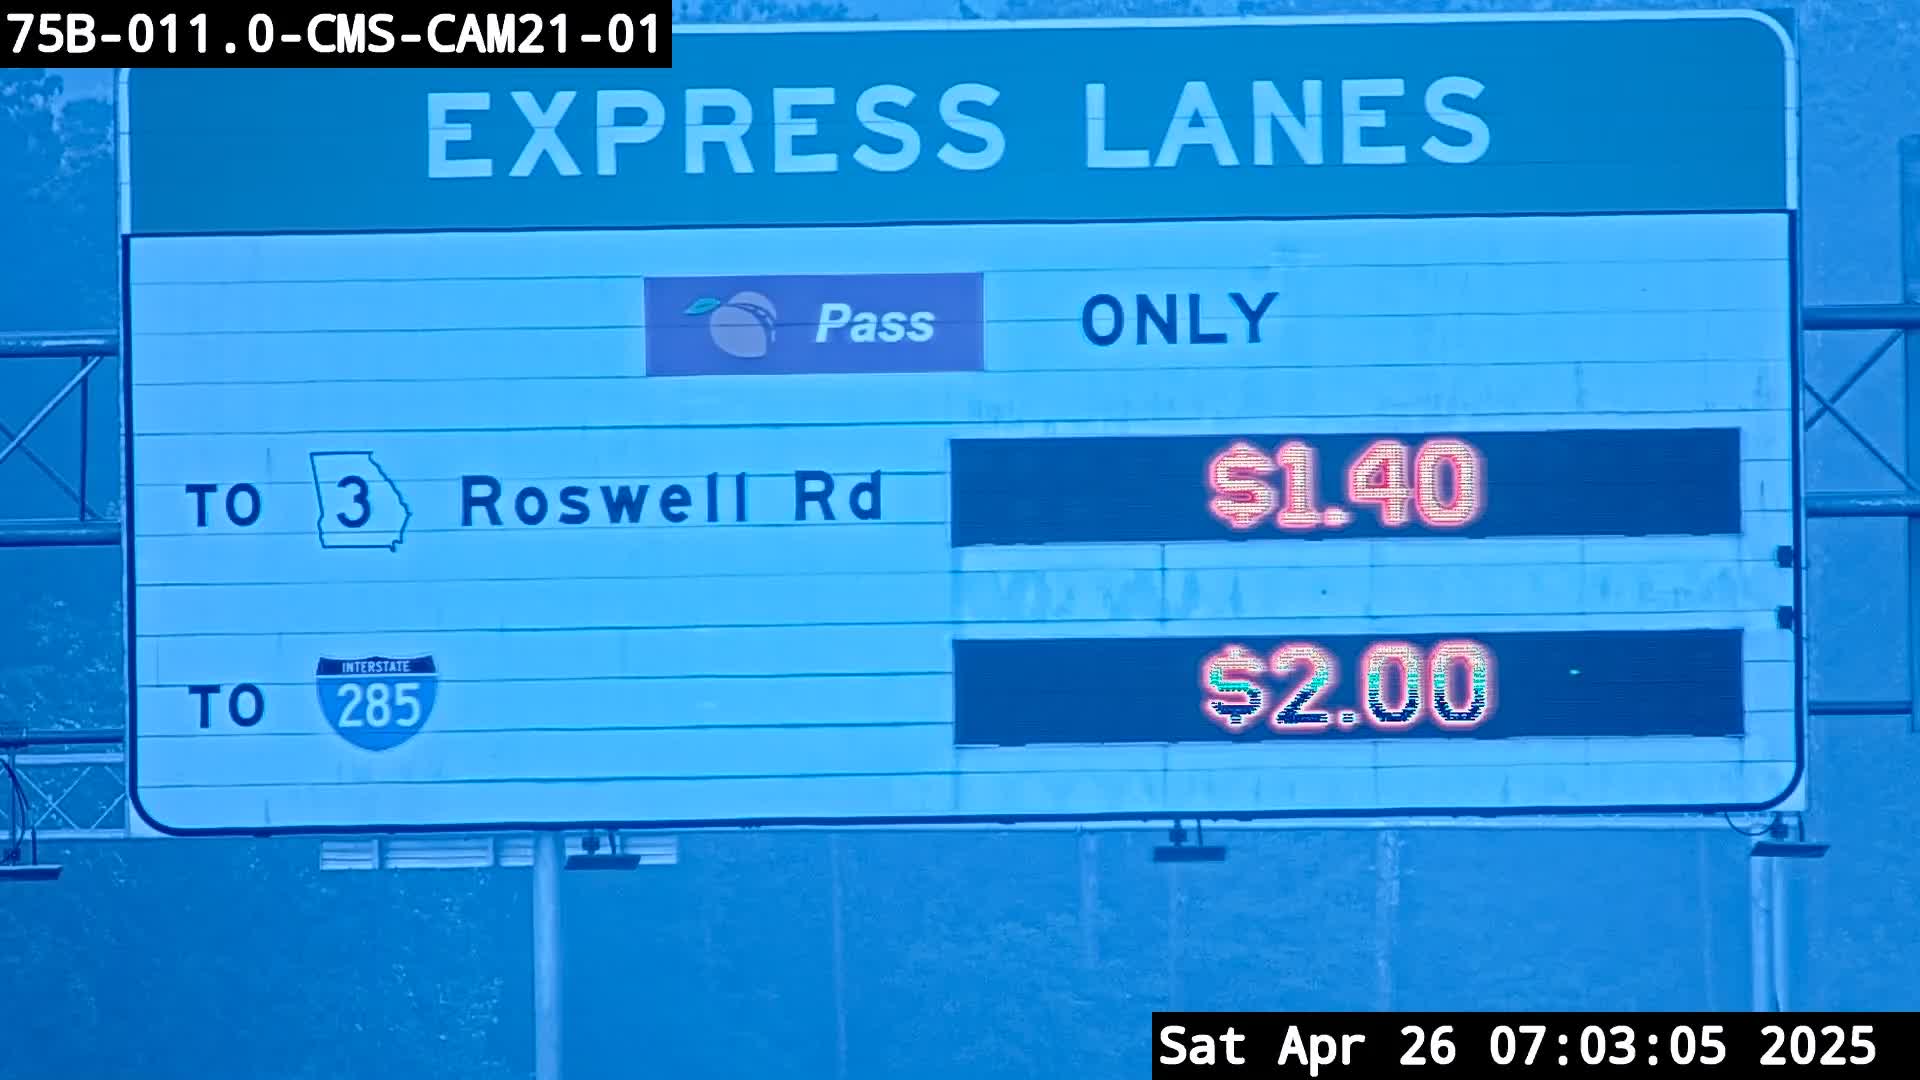 75B-011.0-CMS-CAM21-01
EXPRESS LANES
Pass ONLY
TO 3 Roswell Rd $1.40
INTERSTATE
TO 285 $2.00
Sat Apr 26 07:03:05 2025